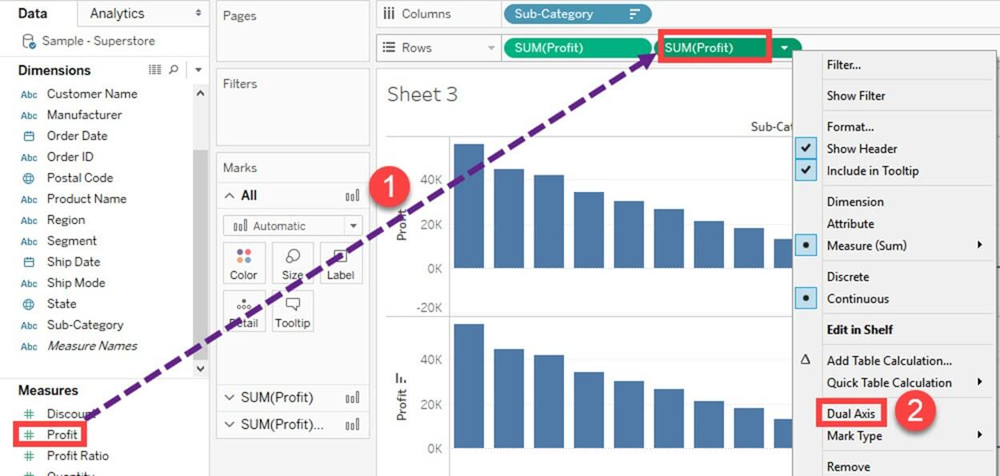 Data
Analytics
Sample - Superstore
Dimensions
Abc Customer Name
Abc Manufacturer
Order Date
Abc Order ID
Postal Code
Abc Product Name
Abc Region
Abc Segment
Ship Date
Abc Ship Mode
State
Abc Sub-Category
Abc Measure Names
Measures
# Discount
# Profit
# Profit Ratio
Quantity
Pages
Filters
Marks
All
Automatic
Color
Size
Label
Detail
Tooltip
SUM(Profit)
SUM(Profit)...
1
Columns
Sub-Category
Rows
SUM(Profit)
SUM(Profit)
Sheet 3
Sub-Cat
Profit
40K
20K
0K
-20K
Profit
40K
20K
0K
Filter...
Show Filter
Format...
Show Header
Include in Tooltip
Dimension
Attribute
Measure (Sum)
Discrete
Continuous
Edit in Shelf
Add Table Calculation...
Quick Table Calculation
Dual Axis
2
Mark Type
Remove